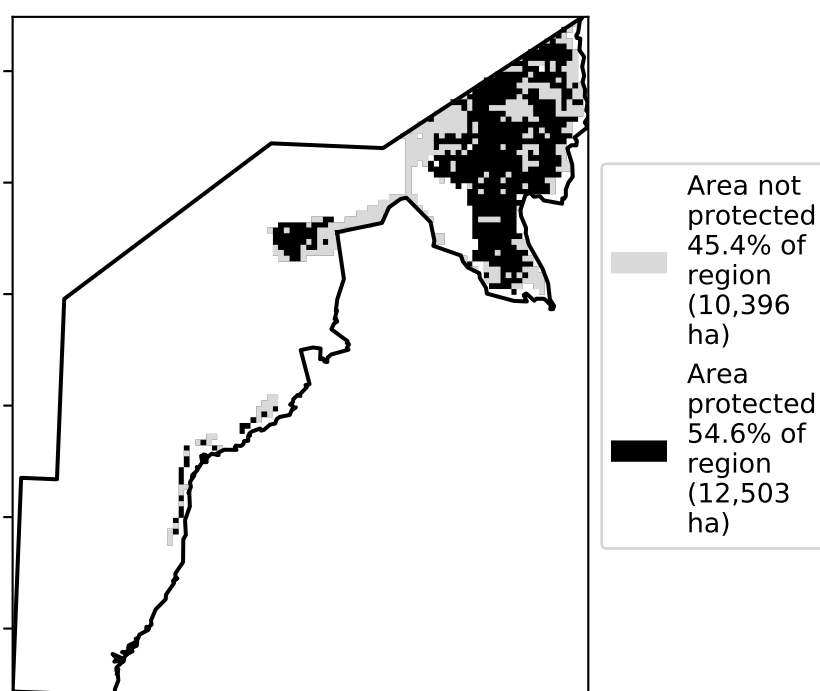 Area not
protected
45.4% of
region
(10,396
ha)
Area
protected
54.6% of
region
(12,503
ha)